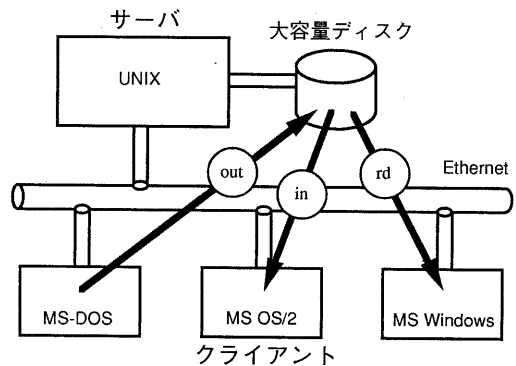 サーバ
大容量ディスク
UNIX
out
in
rd
Ethernet
MS-DOS
MS OS/2
MS Windows
クライアント